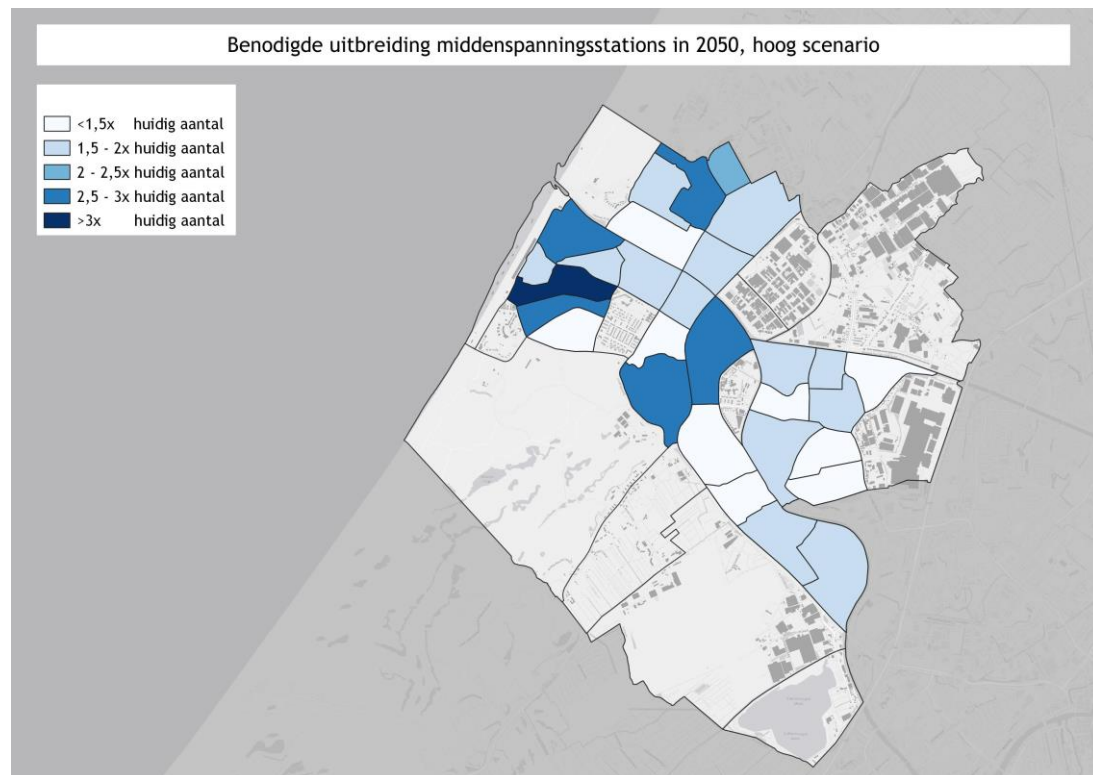 Benodigde uitbreiding middenspanningsstations in 2050, hoog scenario
<1,5x huidig aantal
1,5 - 2x huidig aantal
2 - 2,5x huidig aantal
2,5 - 3x huidig aantal
>3x huidig aantal